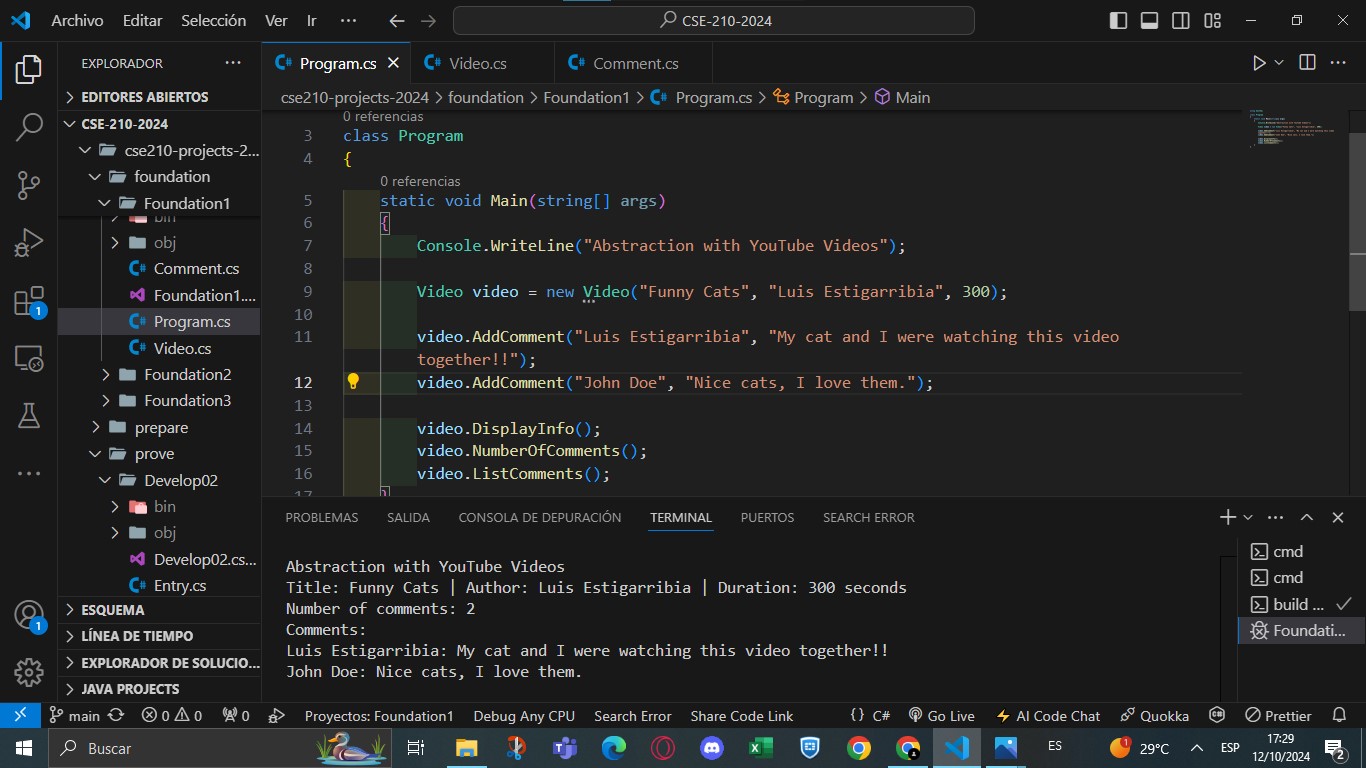 Archivo Editar Selección Ver Ir ··· CSE-210-2024
EXPLORADOR ···
EDITORES ABIERTOS
CSE-210-2024
cse210-projects-2...
foundation
Foundation1
bin
obj
Comment.cs
Foundation1....
Program.cs
Video.cs
Foundation2
Foundation3
prepare
prove
Develop02
bin
obj
Develop02.cs...
Entry.cs
ESQUEMA
LÍNEA DE TIEMPO
EXPLORADOR DE SOLUCIO...
JAVA PROJECTS
1
1
Program.cs Video.cs Comment.cs
cse210-projects-2024 > foundation > Foundation1 > Program.cs > Program > Main
0 referencias
3 class Program
4 {
0 referencias
5 static void Main(string[] args)
6 {
7 Console.WriteLine("Abstraction with YouTube Videos");
8
9 Video video = new Video("Funny Cats", "Luis Estigarribia", 300);
10
11 video.AddComment("Luis Estigarribia", "My cat and I were watching this video
together!!");
12 video.AddComment("John Doe", "Nice cats, I love them.");
13
14 video.DisplayInfo();
15 video.NumberOfComments();
16 video.ListComments();
17 }
PROBLEMAS SALIDA CONSOLA DE DEPURACIÓN TERMINAL PUERTOS SEARCH ERROR
Abstraction with YouTube Videos
Title: Funny Cats | Author: Luis Estigarribia | Duration: 300 seconds
Number of comments: 2
Comments:
Luis Estigarribia: My cat and I were watching this video together!!
John Doe: Nice cats, I love them.
cmd
cmd
build ...
Foundati...
main 0 0 0 Proyectos: Foundation1 Debug Any CPU Search Error Share Code Link {} C# Go Live AI Code Chat Quokka Prettier
Buscar ES 1 29°C ESP 17:29
12/10/2024 2